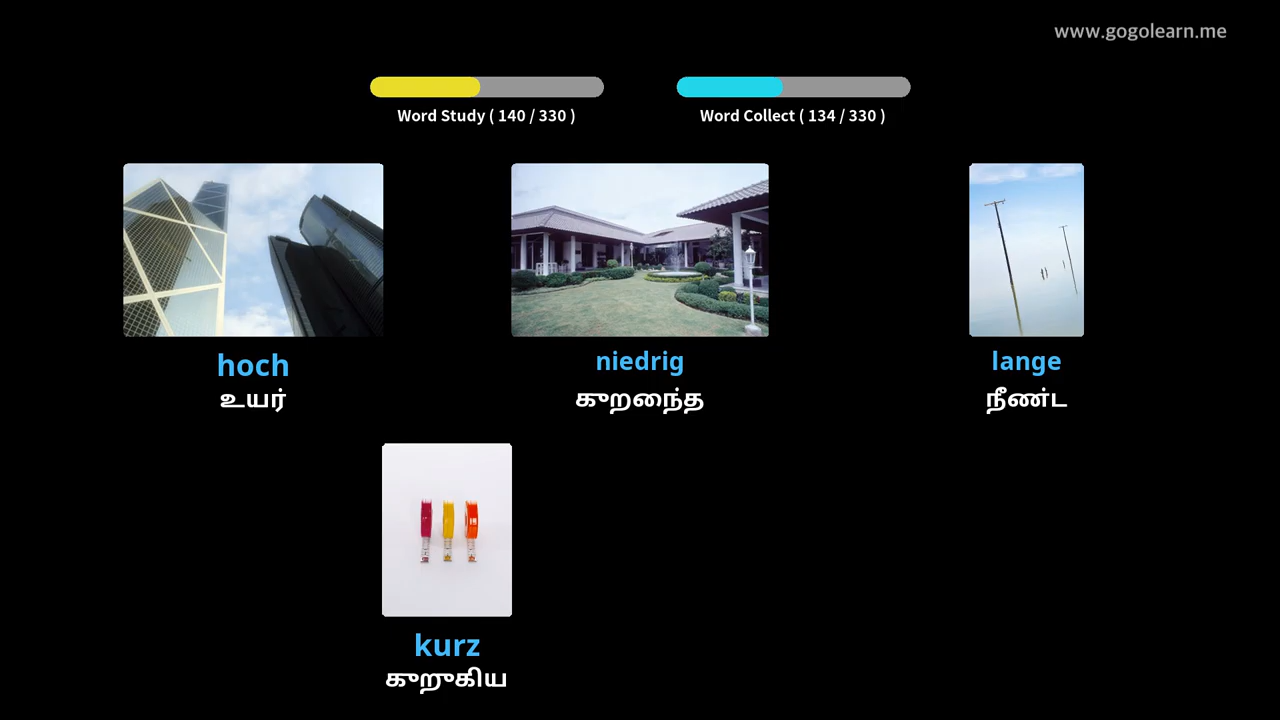 www.gogolearn.me
Word Study ( 140 / 330 )
Word Collect ( 134 / 330 )
hoch
உயர்
niedrig
குறைந்த
lange
நீண்ட
kurz
குறுகிய